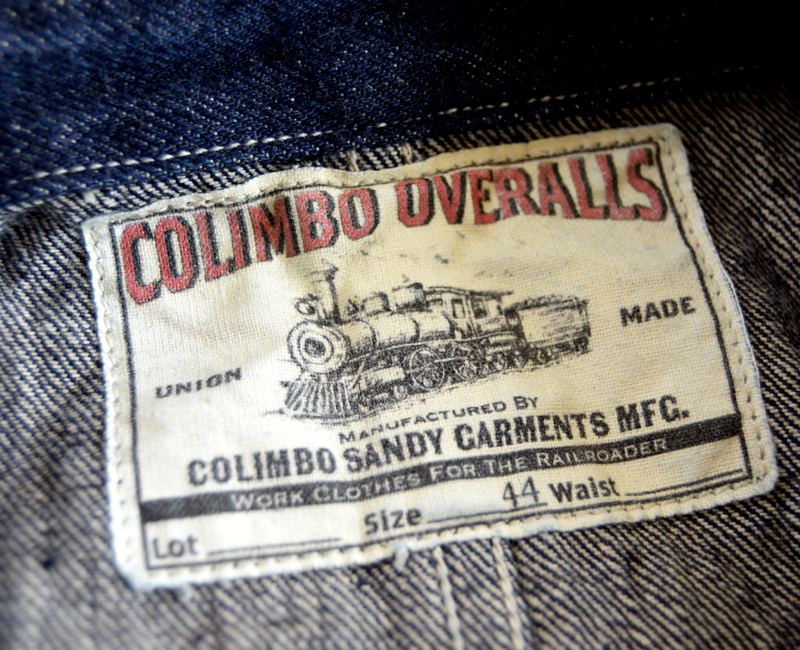 COLIMBO OVERALLS
UNION MADE
MANUFACTURED BY
COLIMBO SANDY GARMENTS MFG.
WORK CLOTHES FOR THE RAILROADER
Lot Size 44 Waist